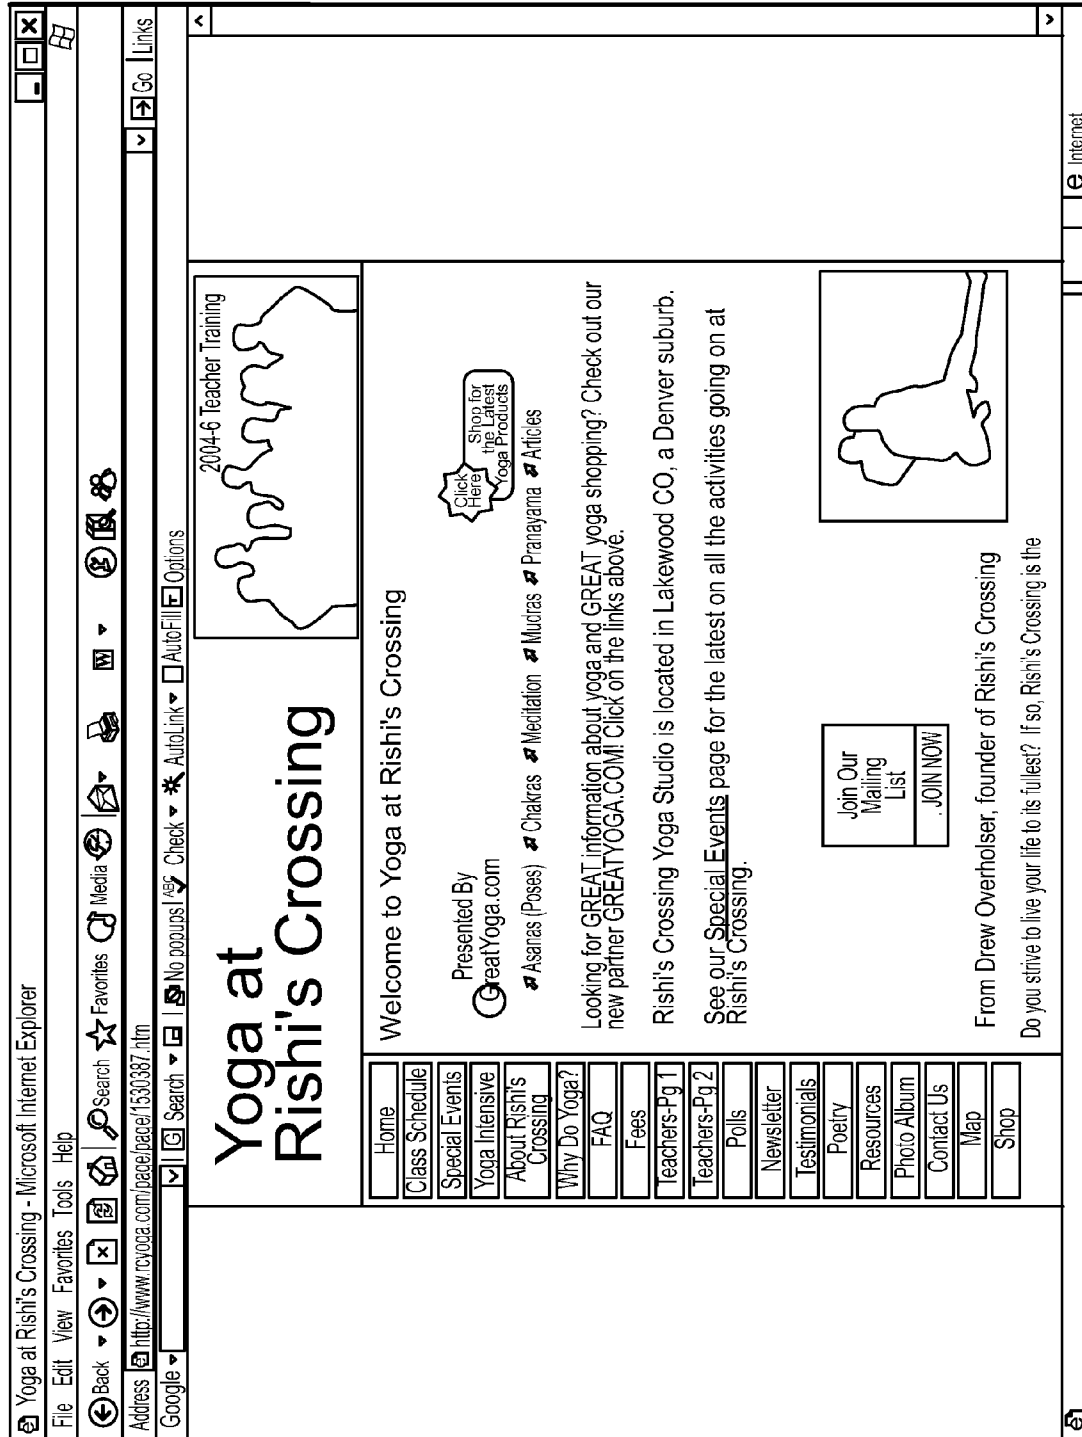 Yoga at Rishi's Crossing - Microsoft Internet Explorer
File Edit View Favorites Tools Help
Back Search Favorites Media W
Address http://www.rcyoga.com/page/page/1530387.htm Go Links
Google G Search No popups ABC Check AutoLink AutoFill Options
Yoga at
Rishi's Crossing
2004-6 Teacher Training
Home
Class Schedule
Special Events
Yoga Intensive
About Rishi's
Crossing
Why Do Yoga?
FAQ
Fees
Teachers-Pg 1
Teachers-Pg 2
Polls
Newsletter
Testimonials
Poetry
Resources
Photo Album
Contact Us
Map
Shop
Welcome to Yoga at Rishi's Crossing
Presented By
GreatYoga.com
Click
Here
Shop for
the Latest
Yoga Products
Asanas (Poses) Chakras Meditation Mudras Pranayama Articles
Looking for GREAT information about yoga and GREAT yoga shopping? Check out our
new partner GREATYOGA.COM! Click on the links above.
Rishi's Crossing Yoga Studio is located in Lakewood CO, a Denver suburb.
See our Special Events page for the latest on all the activities going on at
Rishi's Crossing.
Join Our
Mailing
List
. JOIN NOW
From Drew Overholser, founder of Rishi's Crossing
Do you strive to live your life to its fullest? If so, Rishi's Crossing is the
Internet